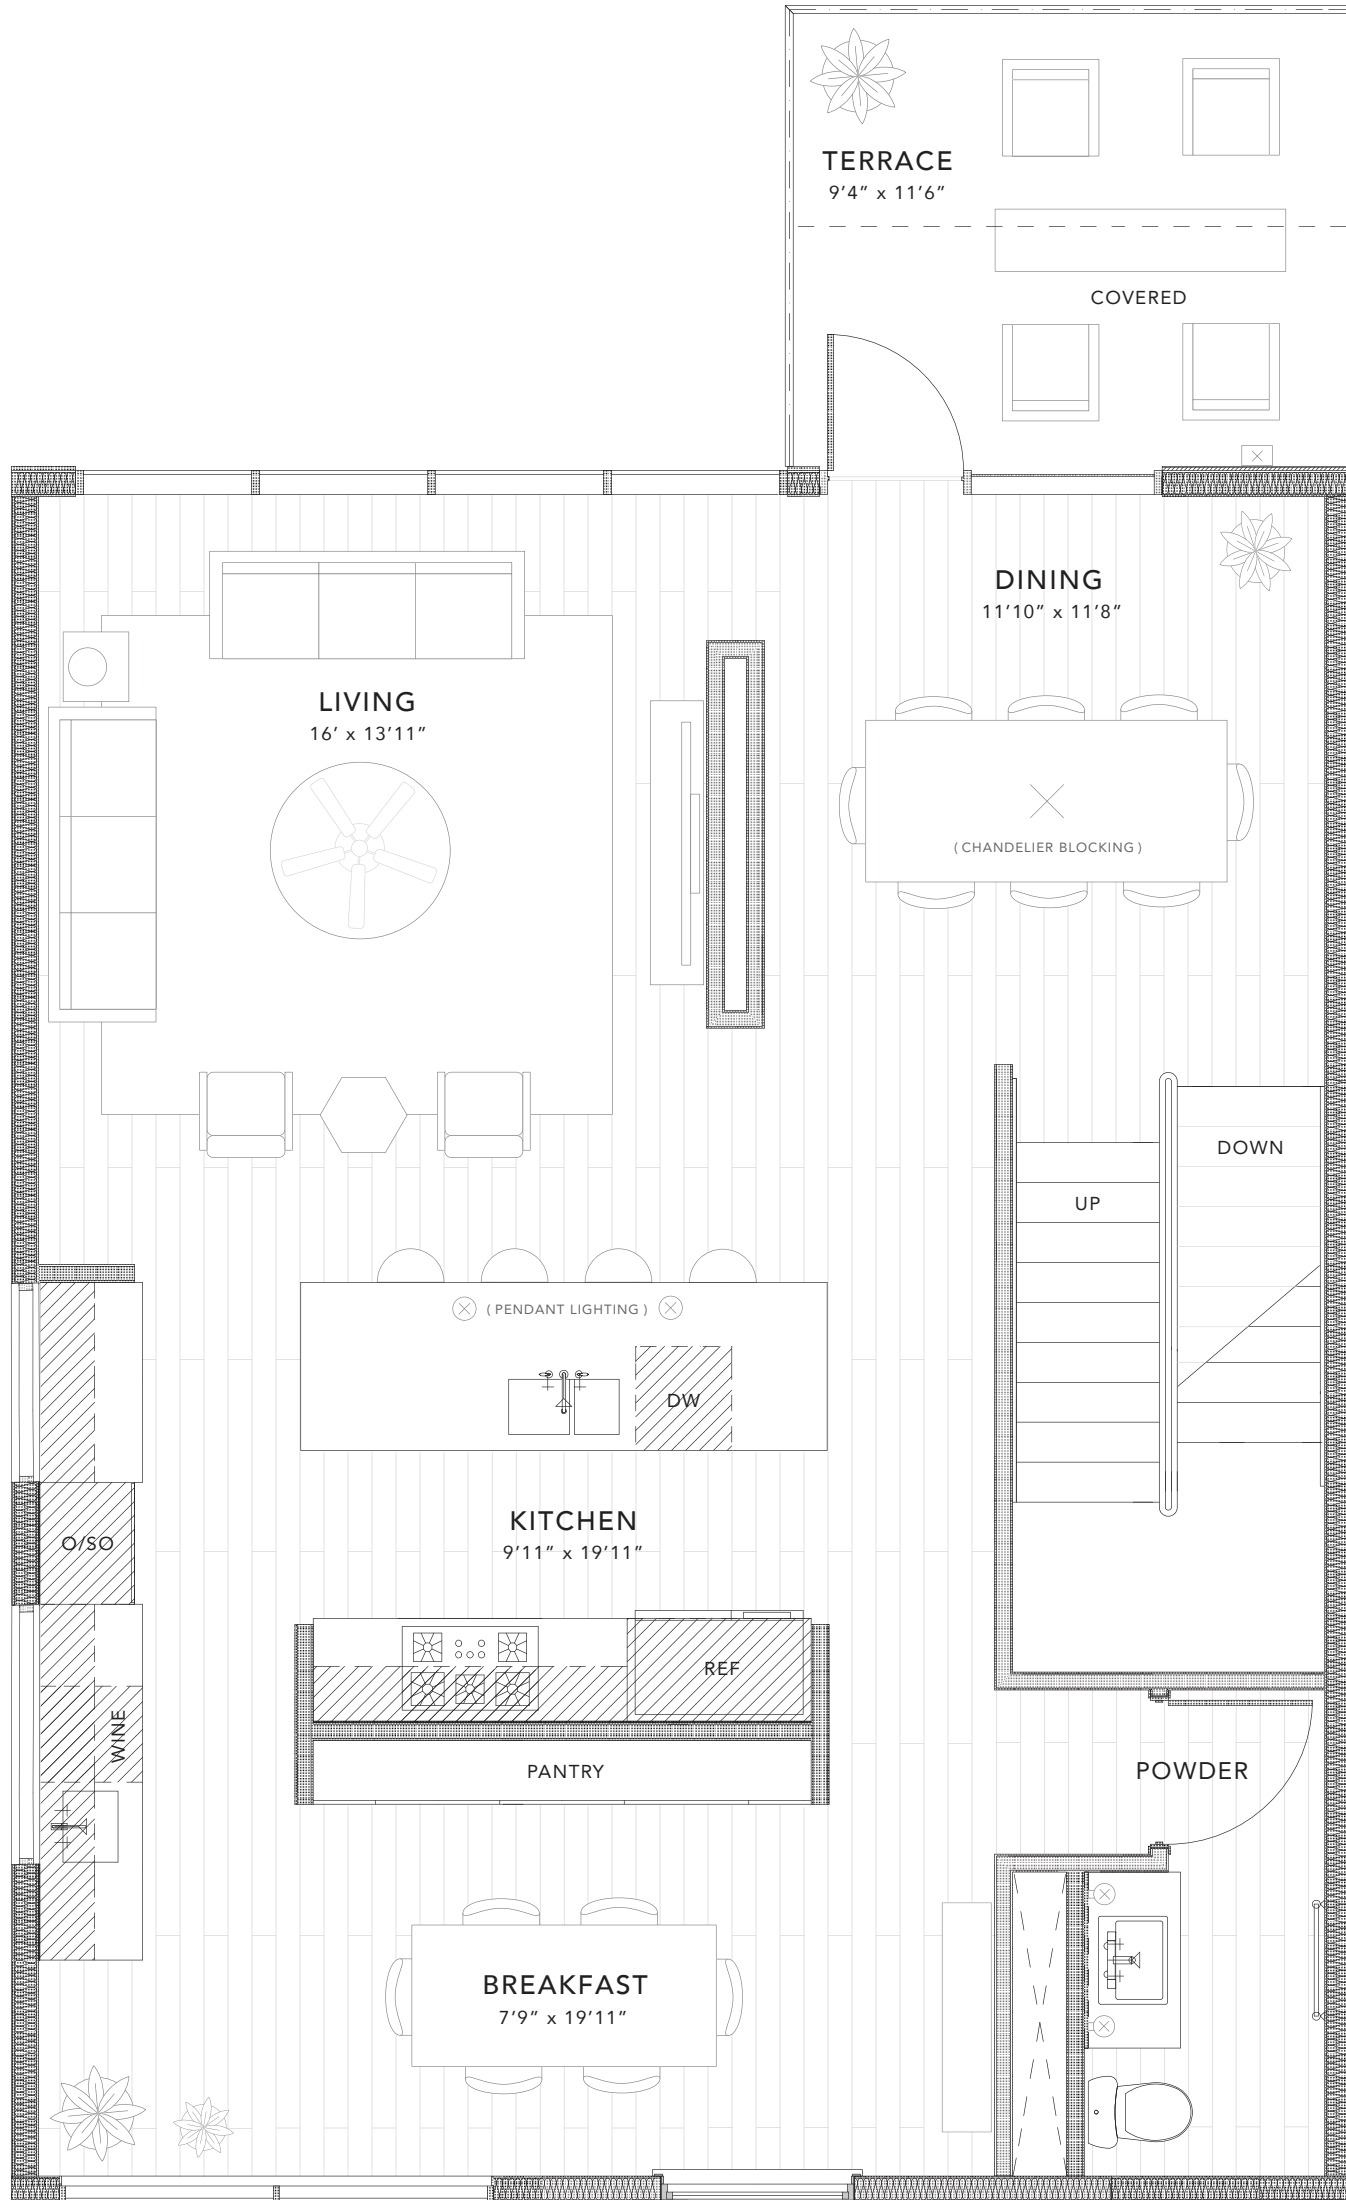 TERRACE
9'4" x 11'6"
COVERED
DINING
11'10" x 11'8"
LIVING
16' x 13'11"
( CHANDELIER BLOCKING )
DOWN
UP
( PENDANT LIGHTING )
DW
KITCHEN
9'11" x 19'11"
O/SO
REF
WINE
PANTRY
POWDER
BREAKFAST
7'9" x 19'11"